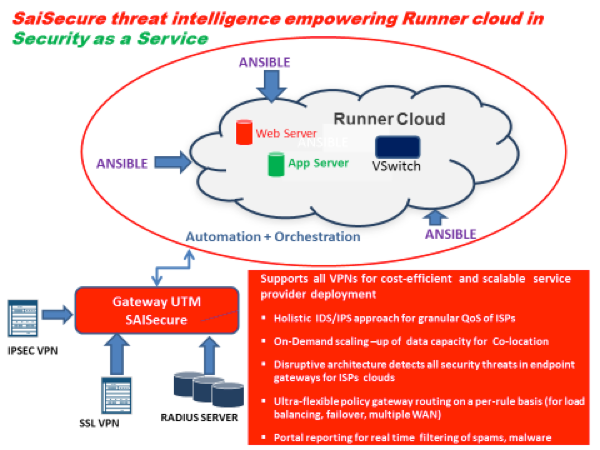 SaiSecure threat intelligence empowering Runner cloud in
Security as a Service
ANSIBLE
Runner Cloud
Web Server
ANSIBLE
App Server
VSwitch
ANSIBLE
ANSIBLE
Automation + Orchestration
Gateway UTM
SAISecure
IPSEC VPN
SSL VPN
RADIUS SERVER
Supports all VPNs for cost-efficient and scalable service
provider deployment
• Holistic IDS/IPS approach for granular QoS of ISPs
• On-Demand scaling –up of data capacity for Co-location
• Disruptive architecture detects all security threats in endpoint
gateways for ISPs clouds
• Ultra-flexible policy gateway routing on a per-rule basis (for load
balancing, failover, multiple WAN)
• Portal reporting for real time filtering of spams, malware